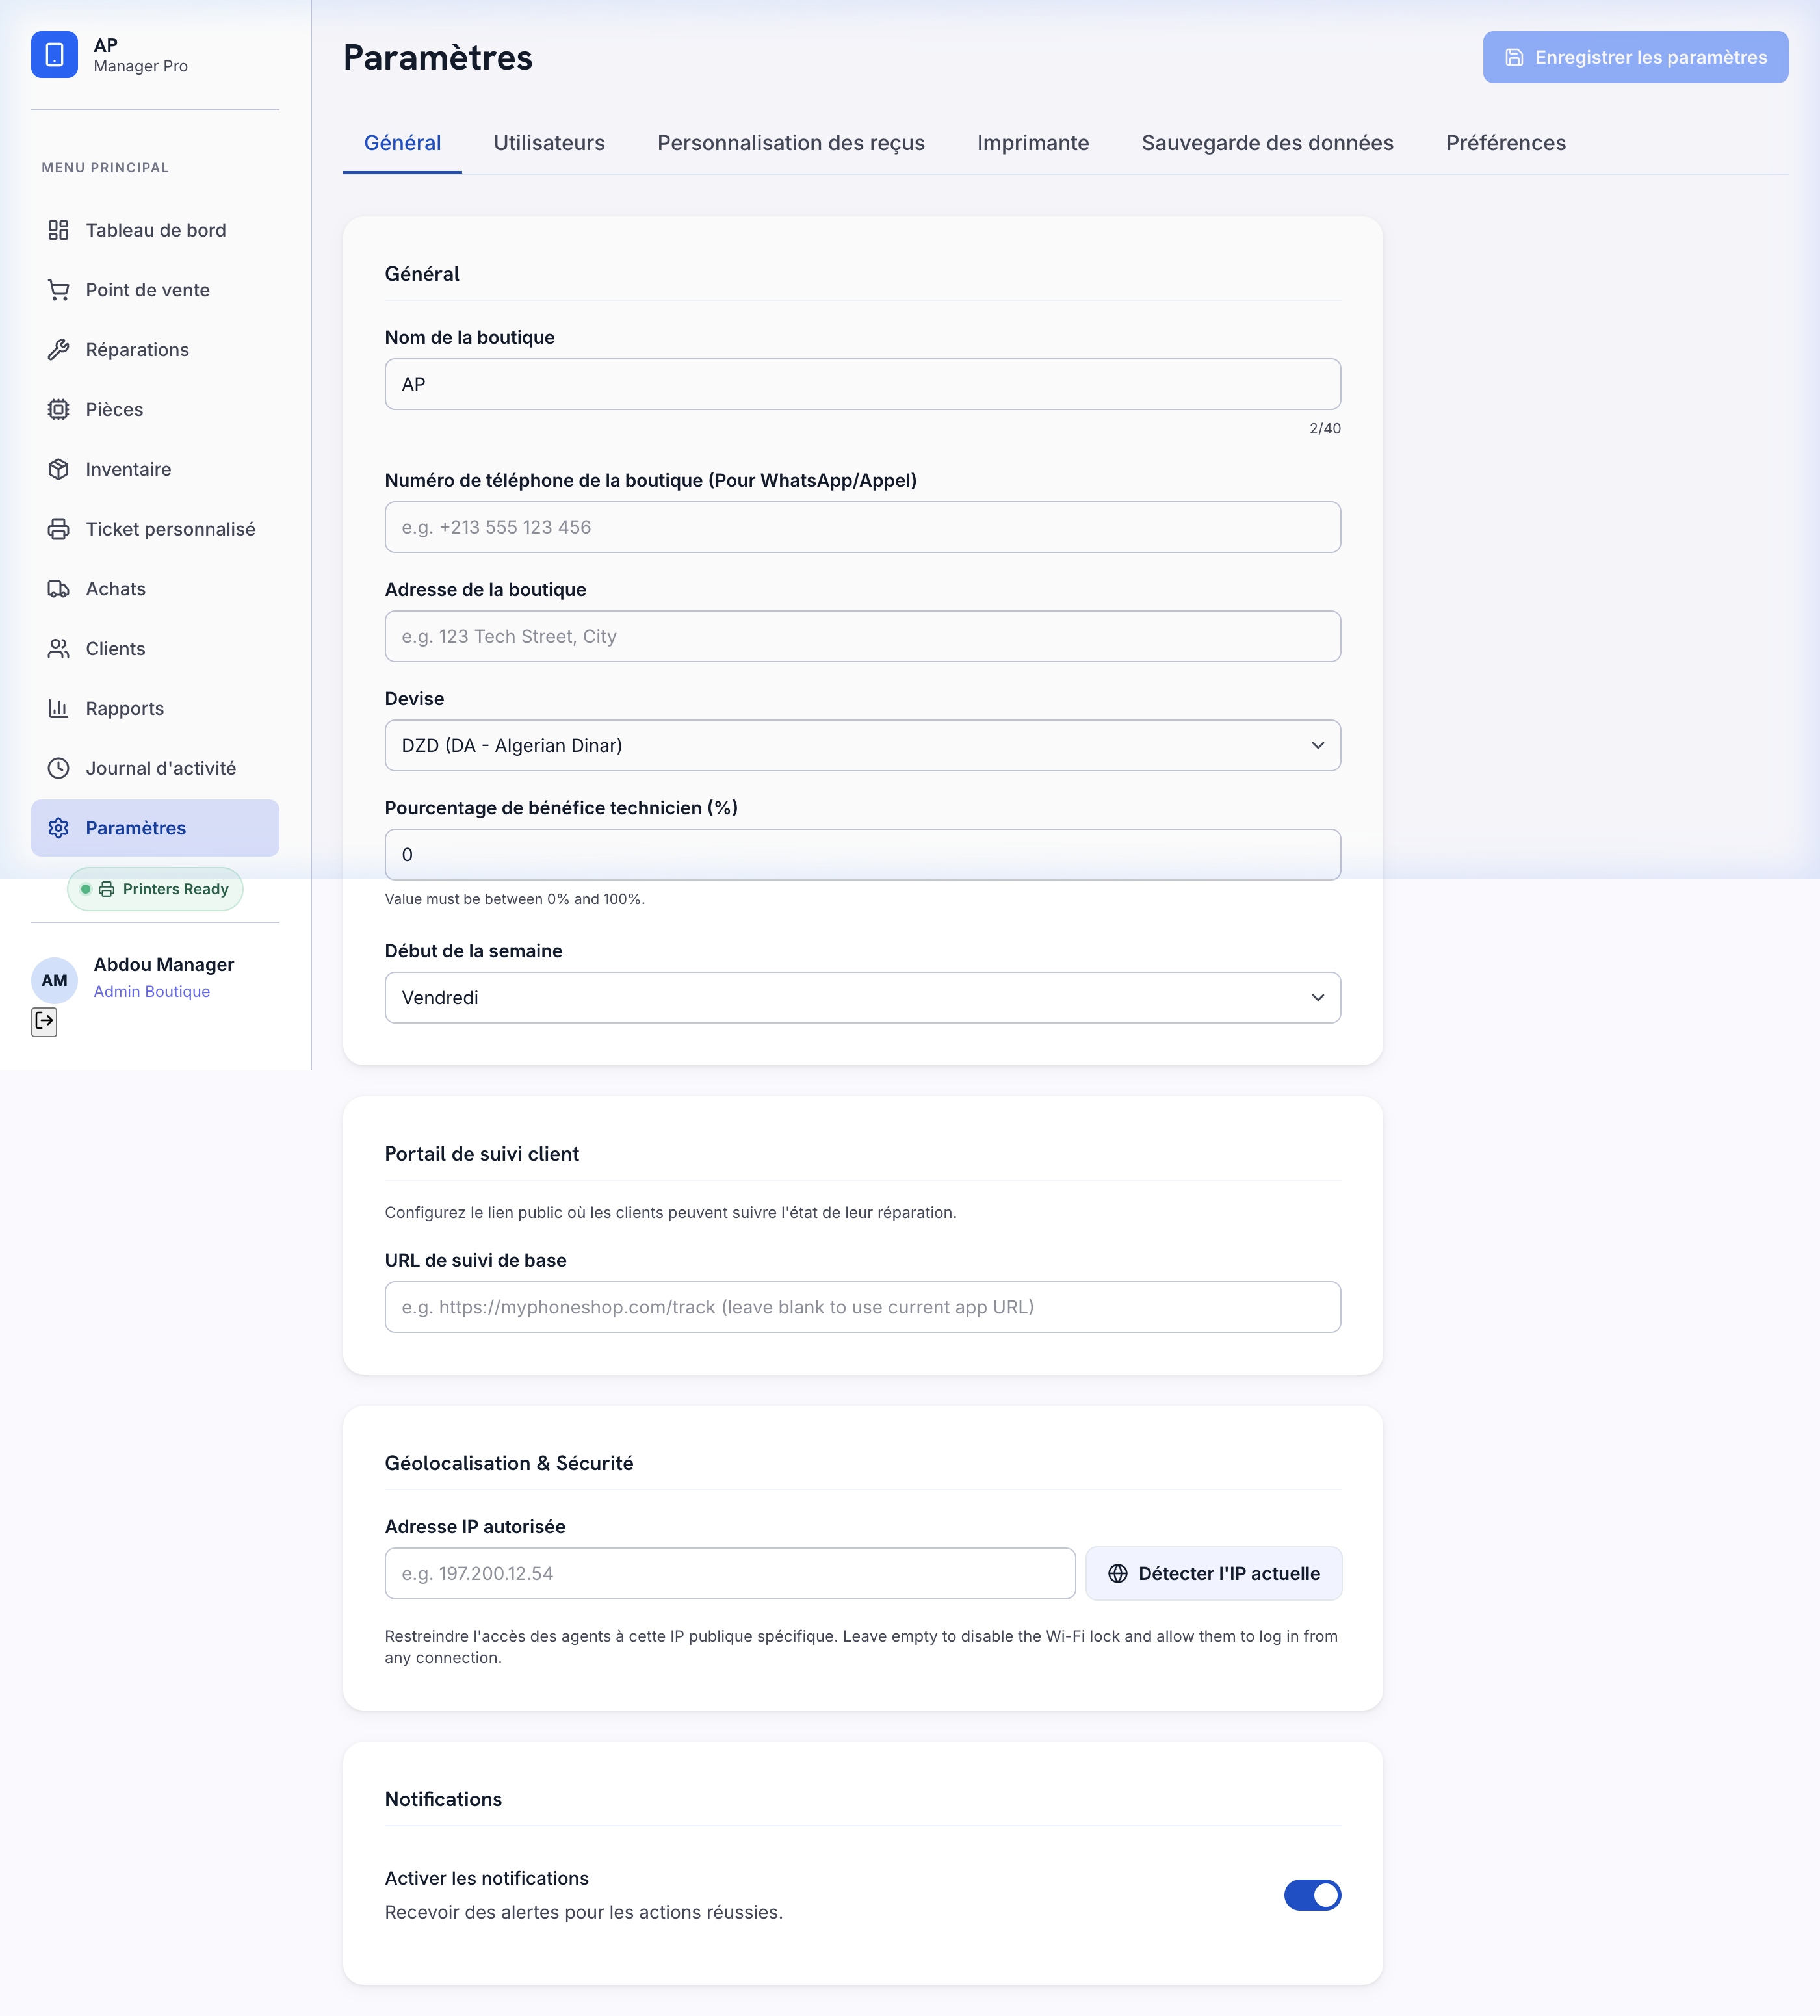 AP
Manager Pro
MENU PRINCIPAL
Tableau de bord
Point de vente
Réparations
Pièces
Inventaire
Ticket personnalisé
Achats
Clients
Rapports
Journal d'activité
Paramètres
Printers Ready
AM
Abdou Manager
Admin Boutique
Paramètres
Enregistrer les paramètres
Général
Utilisateurs
Personnalisation des reçus
Imprimante
Sauvegarde des données
Préférences
Général
Nom de la boutique
AP
2/40
Numéro de téléphone de la boutique (Pour WhatsApp/Appel)
e.g. +213 555 123 456
Adresse de la boutique
e.g. 123 Tech Street, City
Devise
DZD (DA - Algerian Dinar)
Pourcentage de bénéfice technicien (%)
0
Value must be between 0% and 100%.
Début de la semaine
Vendredi
Portail de suivi client
Configurez le lien public où les clients peuvent suivre l'état de leur réparation.
URL de suivi de base
e.g. https://myphoneshop.com/track (leave blank to use current app URL)
Géolocalisation & Sécurité
Adresse IP autorisée
e.g. 197.200.12.54
Détecter l'IP actuelle
Restreindre l'accès des agents à cette IP publique spécifique. Leave empty to disable the Wi-Fi lock and allow them to log in from
any connection.
Notifications
Activer les notifications
Recevoir des alertes pour les actions réussies.